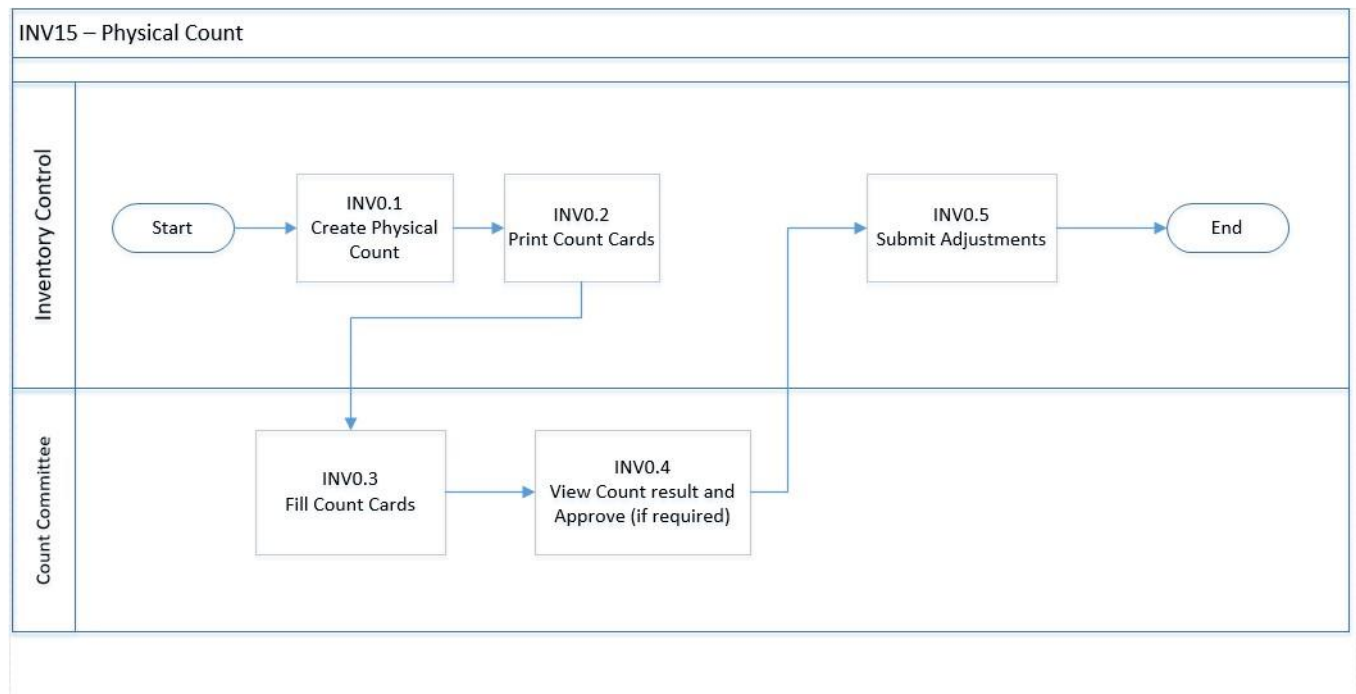 INV15 – Physical Count
Inventory Control
Start
INV0.1
Create Physical
Count
INV0.2
Print Count Cards
INV0.5
Submit Adjustments
End
Count Committee
INV0.3
Fill Count Cards
INV0.4
View Count result and
Approve (if required)